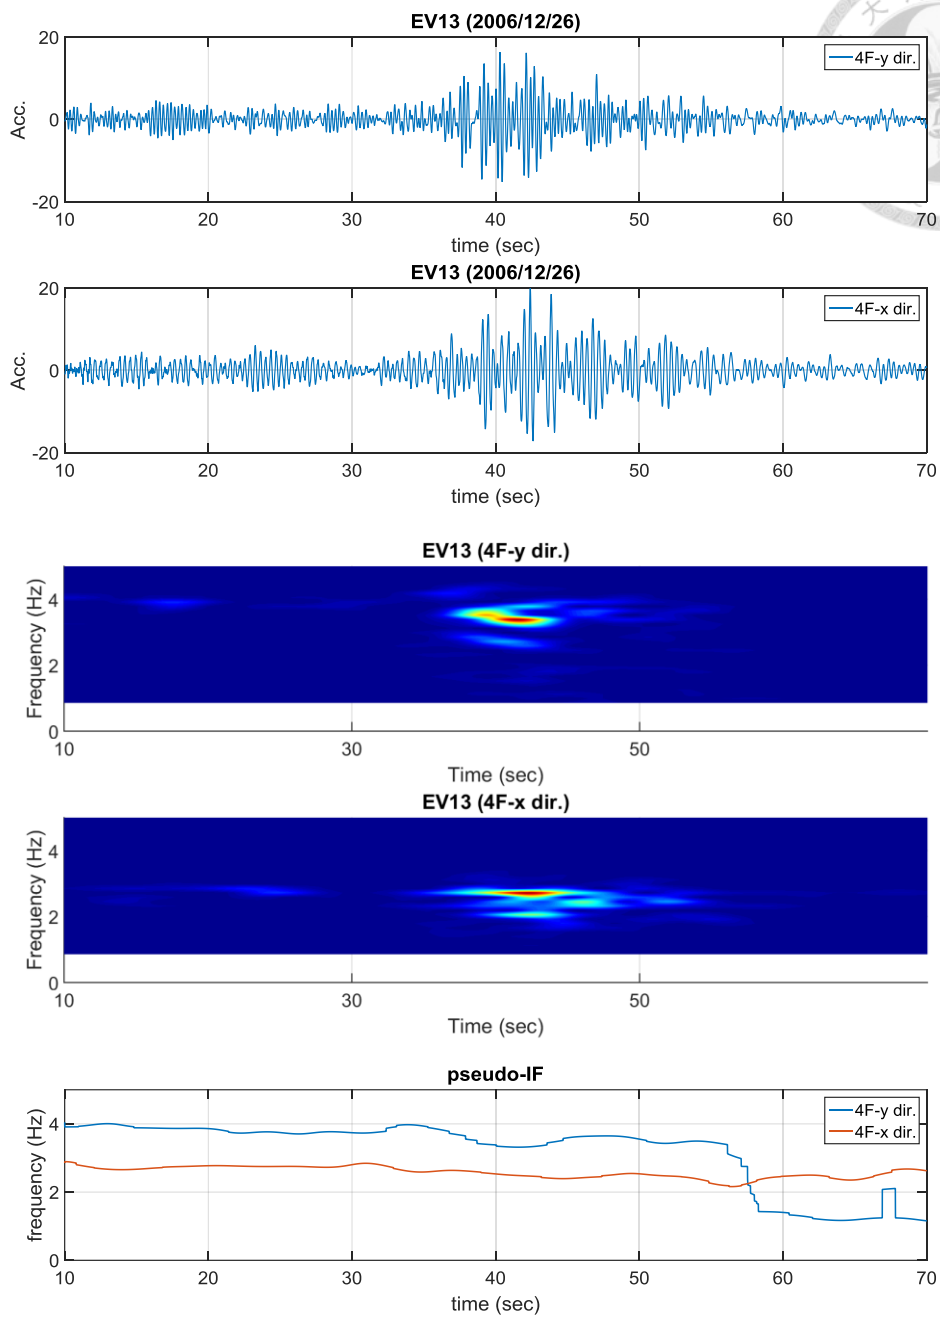 EV13 (2006/12/26)
20
0
-20
Acc.
4F-y dir.
10 20 30 40 50 60 70
time (sec)
EV13 (2006/12/26)
20
0
-20
Acc.
4F-x dir.
10 20 30 40 50 60 70
time (sec)
EV13 (4F-y dir.)
4
2
0
Frequency (Hz)
10 30 50
Time (sec)
EV13 (4F-x dir.)
4
2
0
Frequency (Hz)
10 30 50
Time (sec)
pseudo-IF
4
2
0
frequency (Hz)
4F-y dir.
4F-x dir.
10 20 30 40 50 60 70
time (sec)